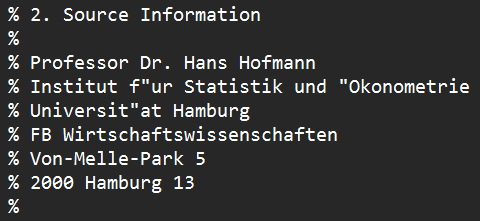 % 2. Source Information
%
% Professor Dr. Hans Hofmann
% Institut f"ur Statistik und "Okonometrie
% Universit"at Hamburg
% FB Wirtschaftswissenschaften
% Von-Melle-Park 5
% 2000 Hamburg 13
%